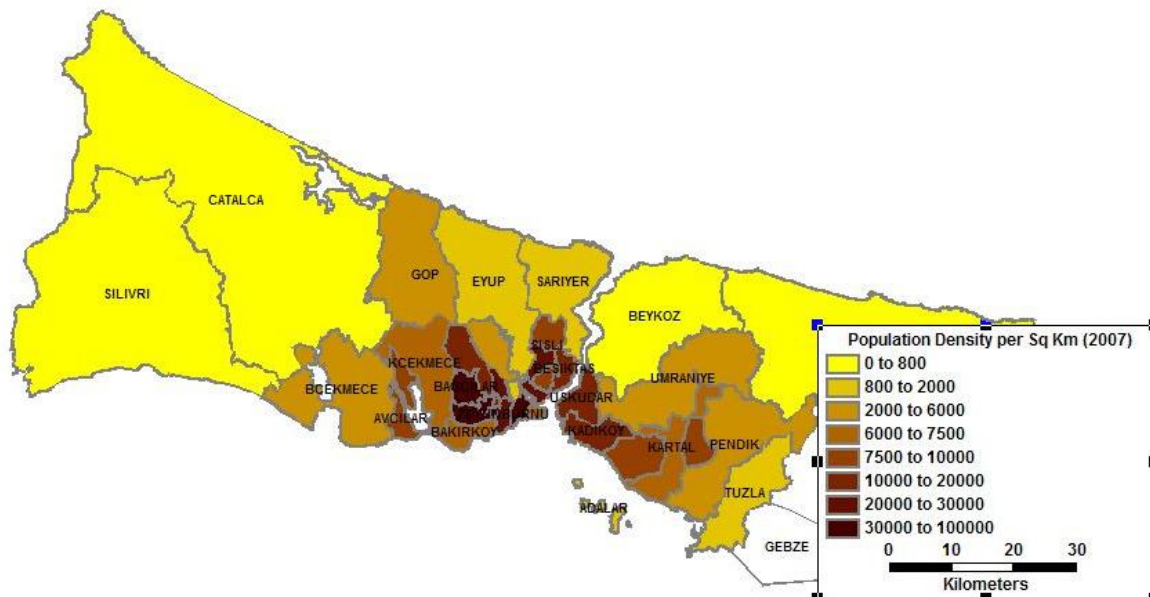 CATALCA
SILIVRI
GOP
EYUP
SARIYER
BEYKOZ
SISLI
KCEKMECE
BESIKTAS
UMRANIYE
BCEKMECE
BAGCILAR
USKUDAR
AVCILAR
BAKIRKOY
KADIKOY
KARTAL
PENDIK
TUZLA
ADALAR
GEBZE
Population Density per Sq Km (2007)
0 to 800
800 to 2000
2000 to 6000
6000 to 7500
7500 to 10000
10000 to 20000
20000 to 30000
30000 to 100000
0 10 20 30
Kilometers